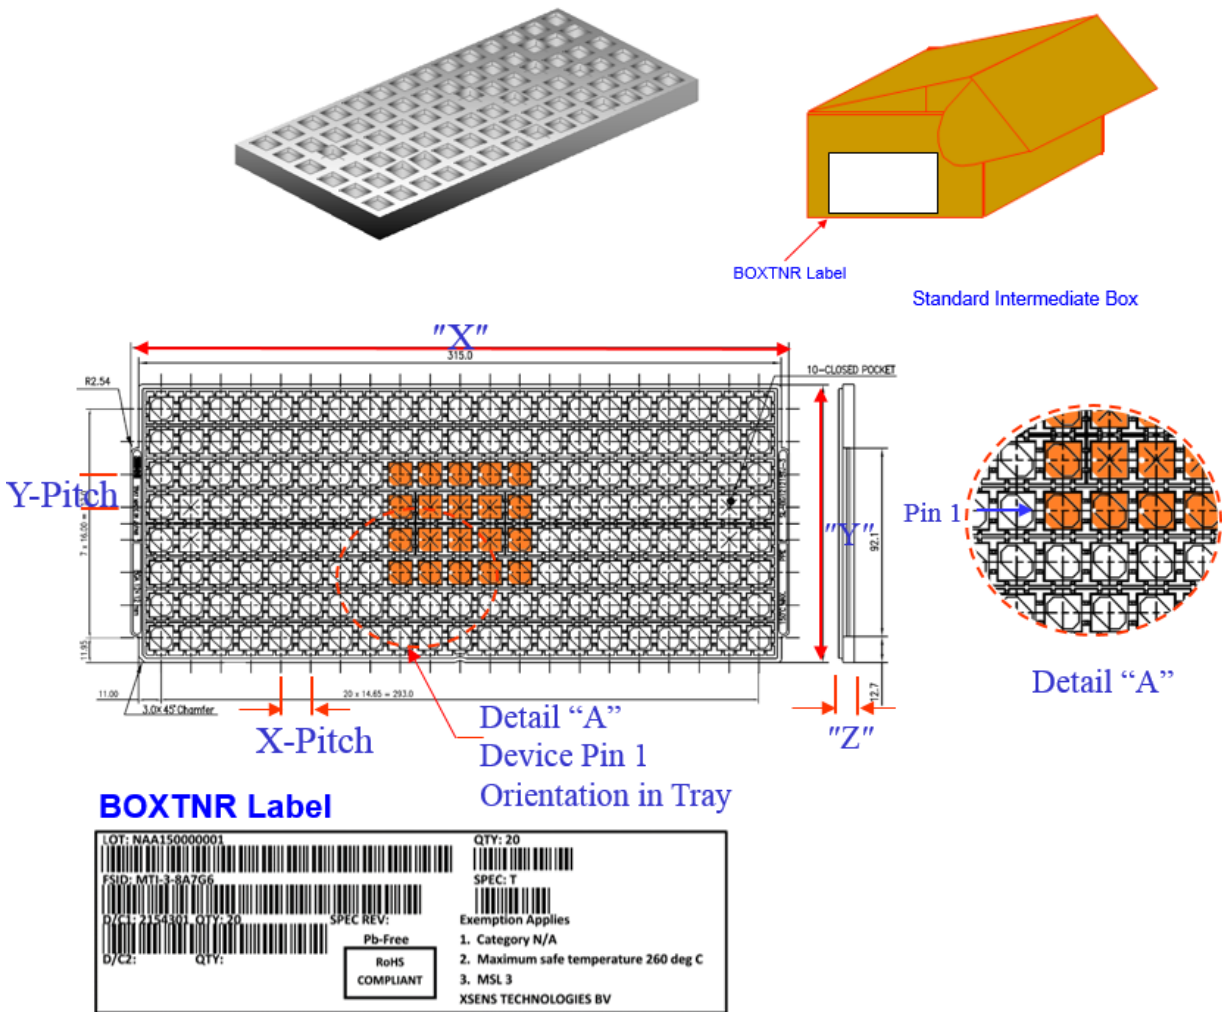 BOXTNR Label
Standard Intermediate Box
"X"
315.0
R2.54
10-CLOSED POCKET
Y-Pitch
"Y"
92.1
Pin 1
11.95
11.00
20 x 14.65 = 293.0
12.7
3.0x45°Chamfer
X-Pitch
Detail “A”
Device Pin 1
Orientation in Tray
"Z"
Detail “A”
BOXTNR Label
LOT: NAA150000001
QTY: 20
FSID: MTI-3-8A7G6
SPEC: T
D/C1: 2154301 QTY: 20 SPEC REV:
Exemption Applies
Pb-Free
1. Category N/A
RoHS
COMPLIANT
2. Maximum safe temperature 260 deg C
D/C2: QTY:
3. MSL 3
XSENS TECHNOLOGIES BV